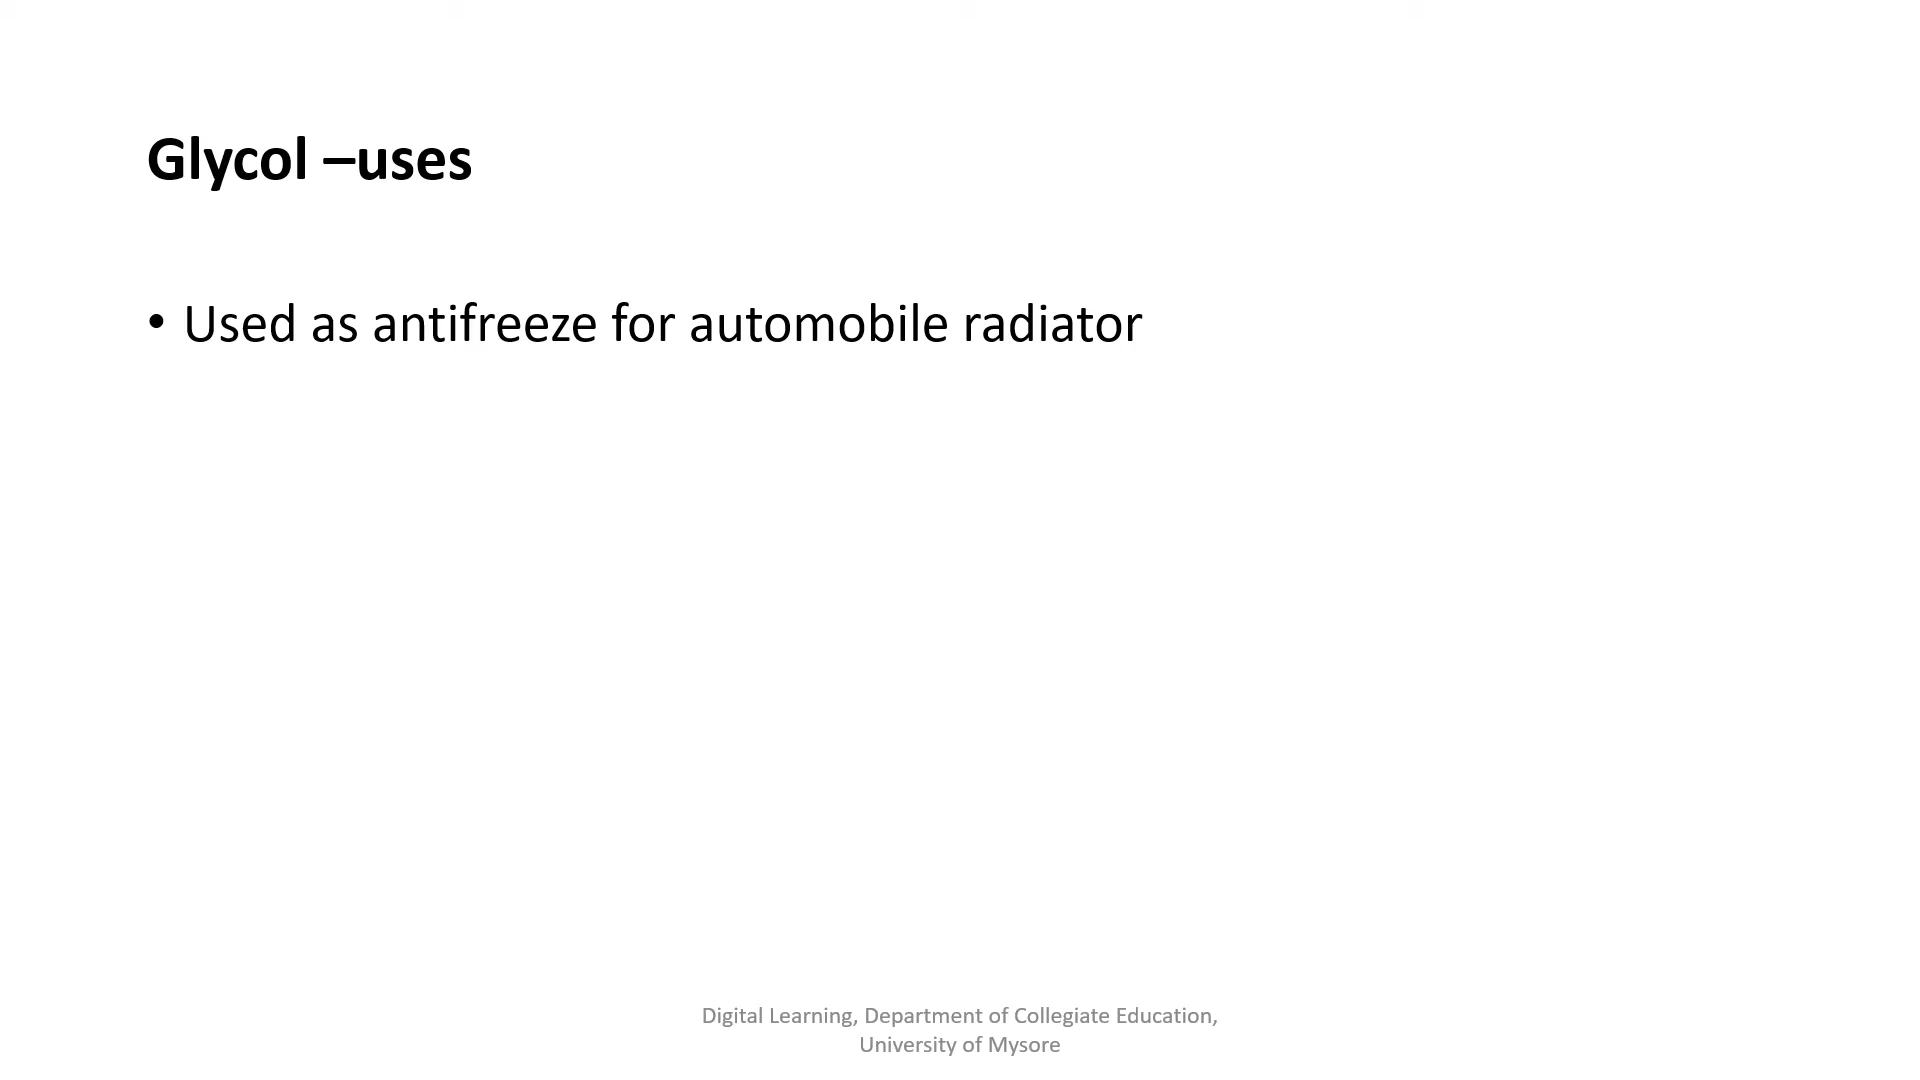 Glycol –uses
• Used as antifreeze for automobile radiator
Digital Learning, Department of Collegiate Education,
University of Mysore